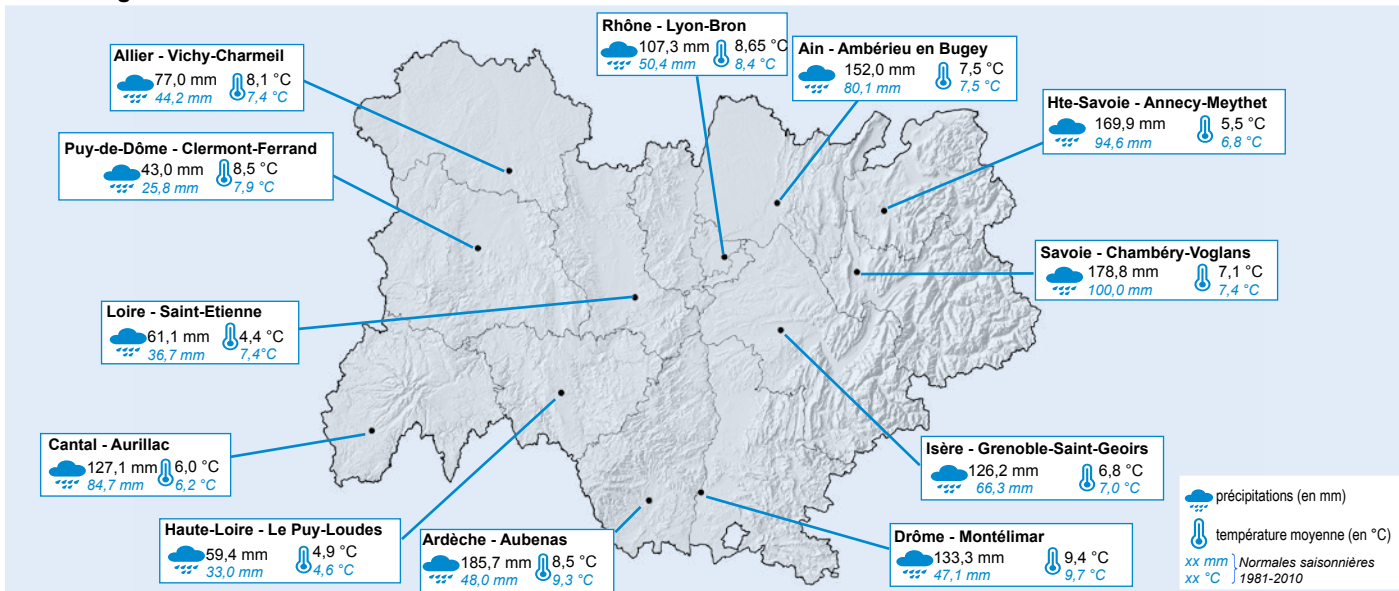 Rhône - Lyon-Bron
107,3 mm 8,65 °C
50,4 mm 8,4 °C
Allier - Vichy-Charmeil
77,0 mm 8,1 °C
44,2 mm 7,4 °C
Ain - Ambérieu en Bugey
152,0 mm 7,5 °C
80,1 mm 7,5 °C
Hte-Savoie - Annecy-Meythet
169,9 mm 5,5 °C
94,6 mm 6,8 °C
Puy-de-Dôme - Clermont-Ferrand
43,0 mm 8,5 °C
25,8 mm 7,9 °C
Savoie - Chambéry-Voglans
178,8 mm 7,1 °C
100,0 mm 7,4 °C
Loire - Saint-Etienne
61,1 mm 4,4 °C
36,7 mm 7,4°C
Cantal - Aurillac
127,1 mm 6,0 °C
84,7 mm 6,2 °C
Isère - Grenoble-Saint-Geoirs
126,2 mm 6,8 °C
66,3 mm 7,0 °C
Haute-Loire - Le Puy-Loudes
59,4 mm 4,9 °C
33,0 mm 4,6 °C
Ardèche - Aubenas
185,7 mm 8,5 °C
48,0 mm 9,3 °C
Drôme - Montélimar
133,3 mm 9,4 °C
47,1 mm 9,7 °C
précipitations (en mm)
température moyenne (en °C)
xx mm Normales saisonnières
xx °C 1981-2010